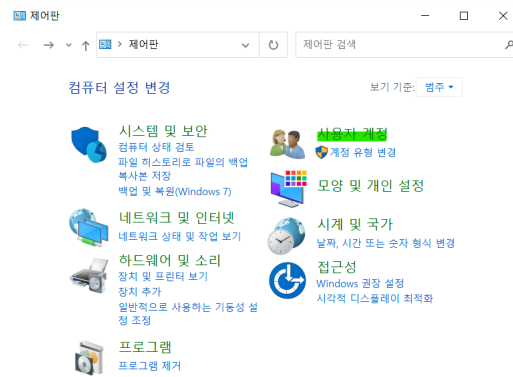 제어판
제어판
제어판 검색
컴퓨터 설정 변경
보기 기준: 범주
시스템 및 보안
컴퓨터 상태 검토
파일 히스토리로 파일의 백업
복사본 저장
백업 및 복원(Windows 7)
네트워크 및 인터넷
네트워크 상태 및 작업 보기
하드웨어 및 소리
장치 및 프린터 보기
장치 추가
일반적으로 사용하는 기동성 설
정 조정
프로그램
프로그램 제거
사용자 계정
계정 유형 변경
모양 및 개인 설정
시계 및 국가
날짜, 시간 또는 숫자 형식 변경
접근성
Windows 권장 설정
시각적 디스플레이 최적화